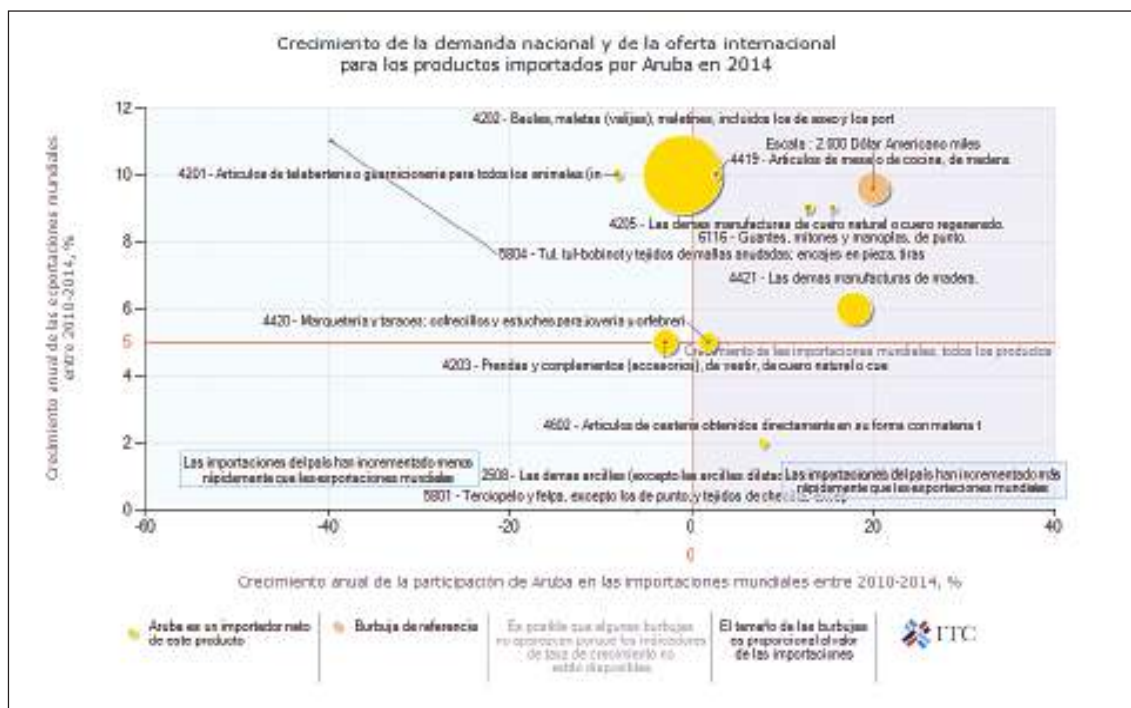 Crecimiento de la demanda nacional y de la oferta internacional
para los productos importados por Aruba en 2014
Crecimiento anual de las exportaciones mundiales
entre 2010-2014, %
12
10
8
6
5
4
2
0
4202 - Baules, maletas (valijas), maletines, incluidos los de aseo y los port
Escala : 2.000 Dólar Americano miles
4419 - Artículos de mesa o de cocina, de madera
4201 - Artículos de talabartería o guarnicionería para todos los animales (in
4205 - Las demas manufacturas de cuero natural o cuero regenerado.
6116 - Guantes, mitones y manoplas, de punto.
5804 - Tul, tul-bobinot y tejidos de mallas anudadas; encajes en pieza, tiras
4421 - Las demas manufacturas de madera.
4420 - Marqueteria y taracea; cofrecillos y estuches para joyeria u orfebreri
Crecimiento de las importaciones mundiales, todos los productos
4203 - Prendas y complementos (accesorios), de vestir, de cuero natural o cue
4602 - Articulos de cesteria obtenidos directamente en su forma con materia t
Las importaciones del país han incrementado menos
rápidamente que las exportaciones mundiales
2508 - Las demas arcillas (excepto las arcillas
Las importaciones del país han incrementado más
rápidamente que las exportaciones mundiales
5801 - Terciopelo y felpa, excepto los de punto, y tejidos de
-60
-40
-20
0
20
40
0
Crecimiento anual de la participación de Aruba en las importaciones mundiales entre 2010-2014, %
Aruba es un importador neto
de este producto
Burbuja de referencia
Es posible que algunas burbujas
no aparezcan porque los indicadores
de tasa de crecimiento no
estén disponibles
El tamaño de las burbujas
es proporcional al valor
de las importaciones
ITC